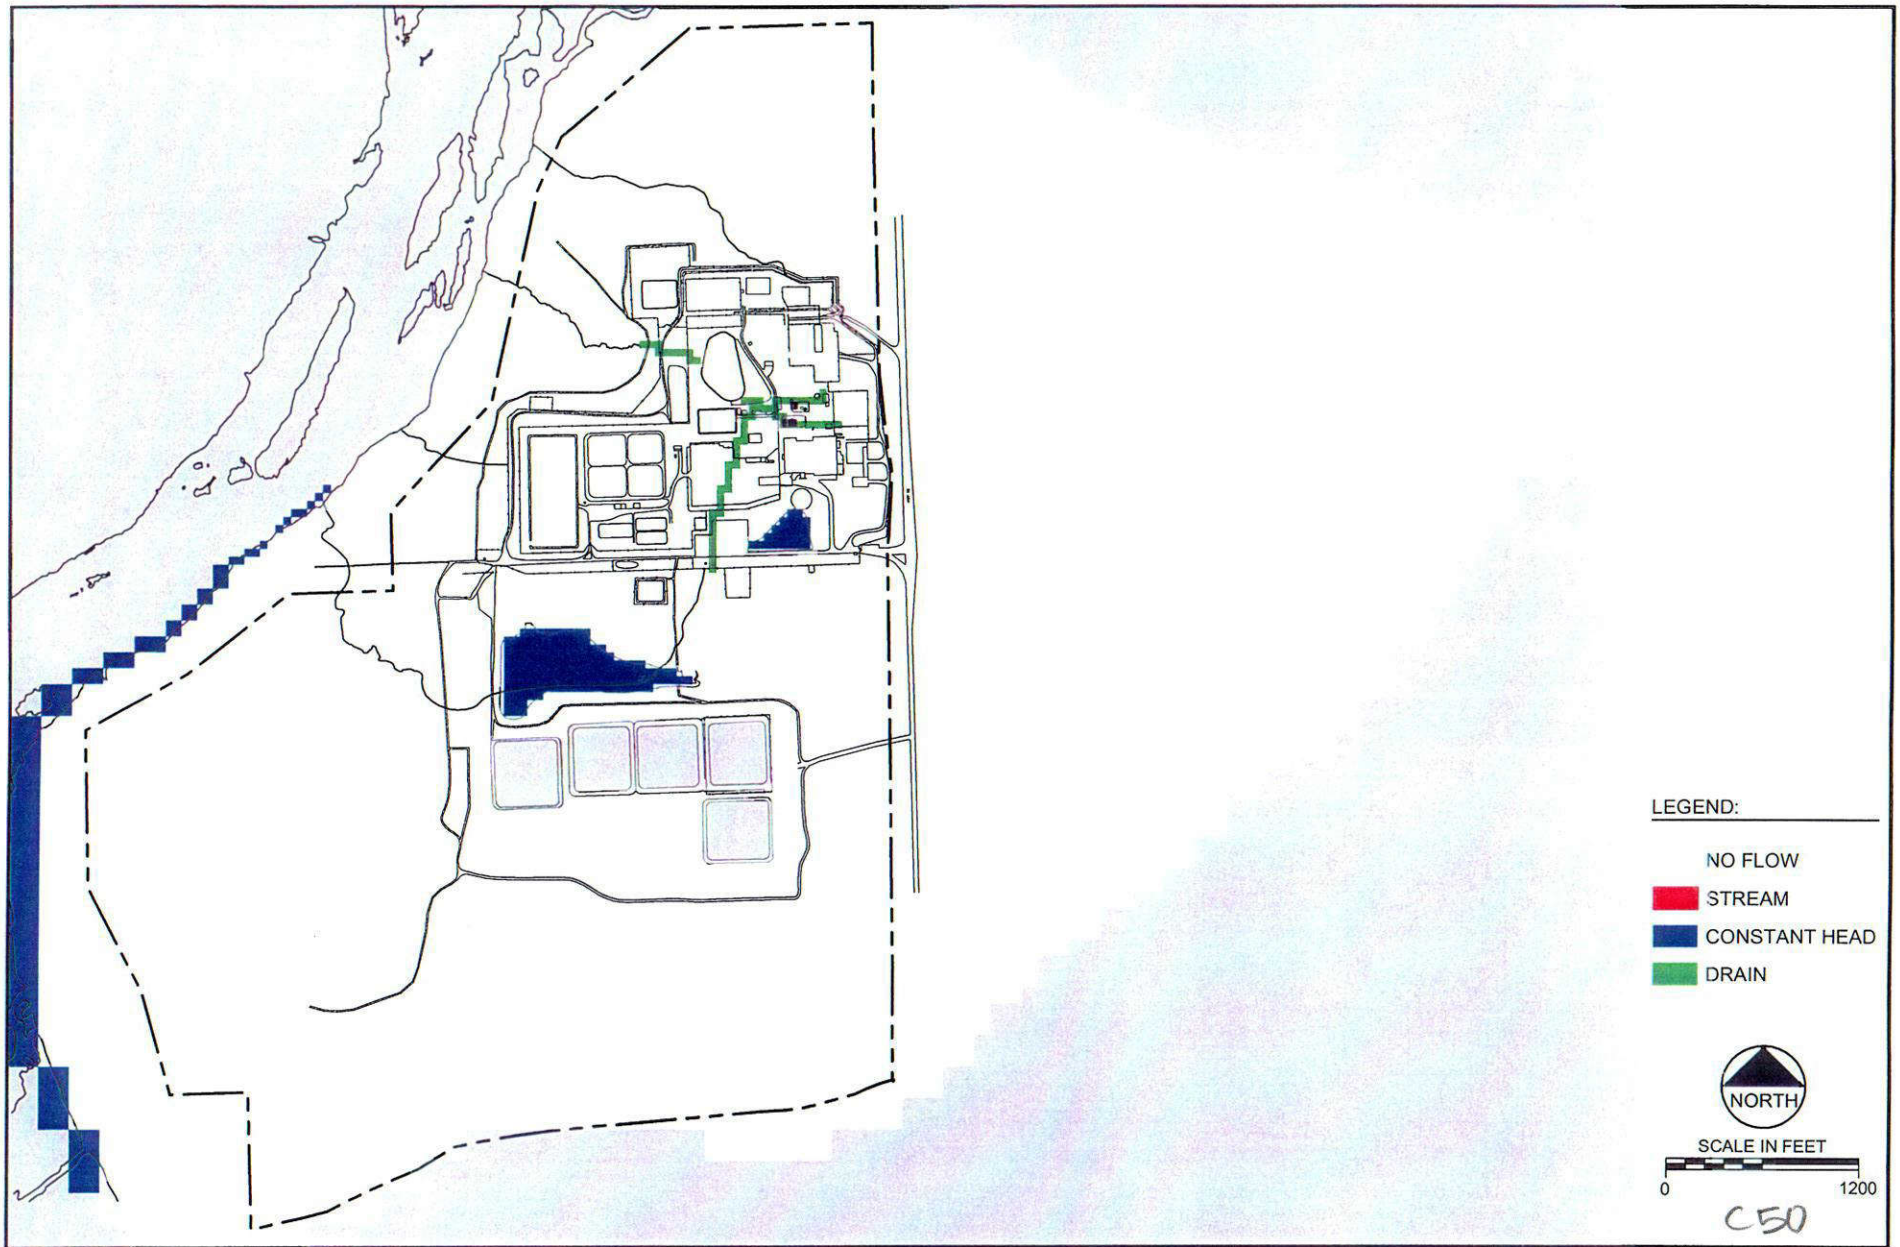 LEGEND:
NO FLOW
STREAM
CONSTANT HEAD
DRAIN
NORTH
SCALE IN FEET
0 1200
C50